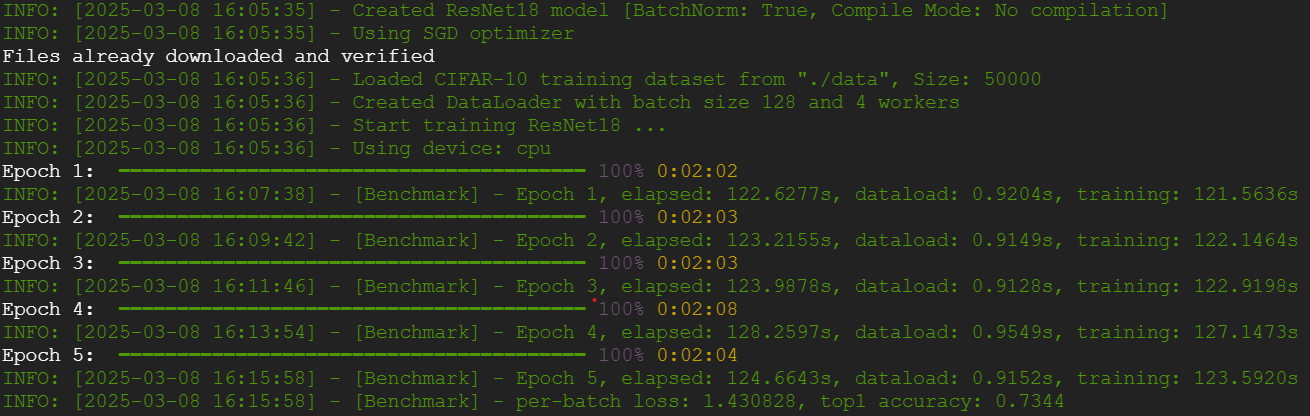 INFO: [2025-03-08 16:05:35] - Created ResNet18 model [BatchNorm: True, Compile Mode: No compilation]
INFO: [2025-03-08 16:05:35] - Using SGD optimizer
Files already downloaded and verified
INFO: [2025-03-08 16:05:36] - Loaded CIFAR-10 training dataset from "./data", Size: 50000
INFO: [2025-03-08 16:05:36] - Created DataLoader with batch size 128 and 4 workers
INFO: [2025-03-08 16:05:36] - Start training ResNet18 ...
INFO: [2025-03-08 16:05:36] - Using device: cpu
Epoch 1: 100% 0:02:02
INFO: [2025-03-08 16:07:38] - [Benchmark] - Epoch 1, elapsed: 122.6277s, dataload: 0.9204s, training: 121.5636s
Epoch 2: 100% 0:02:03
INFO: [2025-03-08 16:09:42] - [Benchmark] - Epoch 2, elapsed: 123.2155s, dataload: 0.9149s, training: 122.1464s
Epoch 3: 100% 0:02:03
INFO: [2025-03-08 16:11:46] - [Benchmark] - Epoch 3, elapsed: 123.9878s, dataload: 0.9128s, training: 122.9198s
Epoch 4: 100% 0:02:08
INFO: [2025-03-08 16:13:54] - [Benchmark] - Epoch 4, elapsed: 128.2597s, dataload: 0.9549s, training: 127.1473s
Epoch 5: 100% 0:02:04
INFO: [2025-03-08 16:15:58] - [Benchmark] - Epoch 5, elapsed: 124.6643s, dataload: 0.9152s, training: 123.5920s
INFO: [2025-03-08 16:15:58] - [Benchmark] - per-batch loss: 1.430828, top1 accuracy: 0.7344